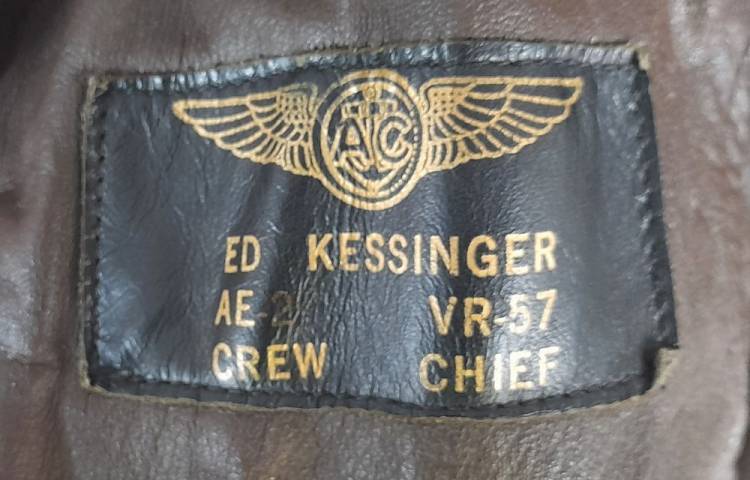 AC
ED KESSINGER
AE-2 VR-57
CREW CHIEF